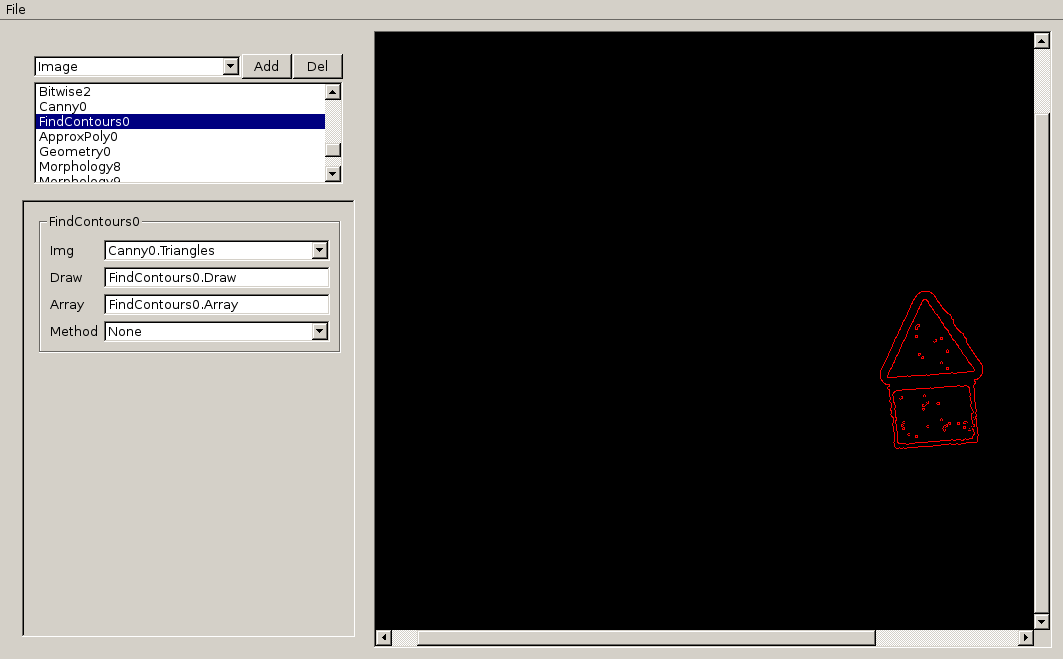 File
Image Add Del
Bitwise2
Canny0
FindContours0
ApproxPoly0
Geometry0
Morphology8
Morphology9
FindContours0
Img Canny0.Triangles
Draw FindContours0.Draw
Array FindContours0.Array
Method None